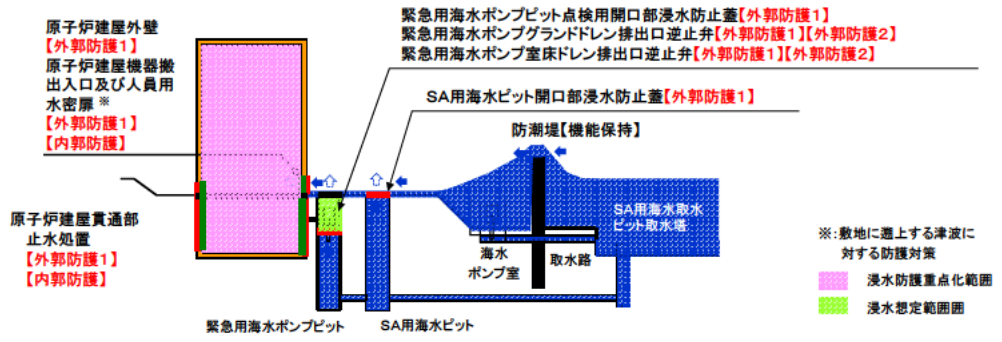 原子炉建屋外壁
【外郭防護1】
原子炉建屋機器搬
出入口及び人員用
水密扉※
【外郭防護1】
【内郭防護】
原子炉建屋貫通部
止水処置
【外郭防護1】
【内郭防護】
緊急用海水ポンプピット点検用開口部浸水防止蓋【外郭防護1】
緊急用海水ポンプグランドドレン排出口逆止弁【外郭防護1】【外郭防護2】
緊急用海水ポンプ室床ドレン排出口逆止弁【外郭防護1】【外郭防護2】
SA用海水ピット開口部浸水防止蓋【外郭防護1】
防潮堤【機能保持】
SA用海水取水
ピット取水塔
海水
ポンプ室
取水路
緊急用海水ポンプピット
SA用海水ピット
※:敷地に遡上する津波に
対する防護対策
浸水防護重点化範囲
浸水想定範囲囲